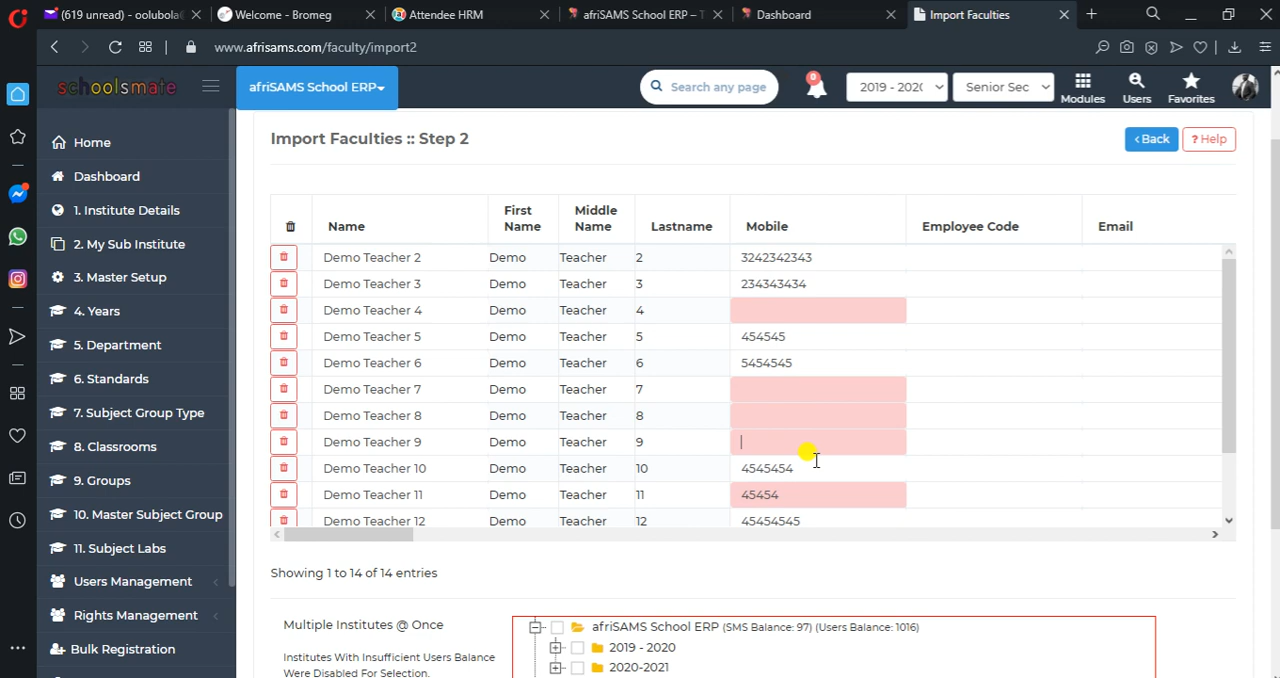 (619 unread) - oolubola
Welcome - Bromeg
Attendee HRM
afriSAMS School ERP – T
Dashboard
Import Faculties
www.afrisams.com/faculty/import2
schoolsmate
afriSAMS School ERP
Search any page
0
2019 - 202(
Senior Sec
Modules
Users
Favorites
Home
Dashboard
1. Institute Details
2. My Sub Institute
3. Master Setup
4. Years
5. Department
6. Standards
7. Subject Group Type
8. Classrooms
9. Groups
10. Master Subject Group
11. Subject Labs
Users Management
Rights Management
Bulk Registration
Import Faculties :: Step 2
Back
? Help
Name First Name Middle Name Lastname Mobile Employee Code Email
Demo Teacher 2 Demo Teacher 2 3242342343
Demo Teacher 3 Demo Teacher 3 234343434
Demo Teacher 4 Demo Teacher 4
Demo Teacher 5 Demo Teacher 5 454545
Demo Teacher 6 Demo Teacher 6 5454545
Demo Teacher 7 Demo Teacher 7
Demo Teacher 8 Demo Teacher 8
Demo Teacher 9 Demo Teacher 9
Demo Teacher 10 Demo Teacher 10 4545454
Demo Teacher 11 Demo Teacher 11 45454
Demo Teacher 12 Demo Teacher 12 45454545
Showing 1 to 14 of 14 entries
Multiple Institutes @ Once
Institutes With Insufficient Users Balance
Were Disabled For Selection.
afriSAMS School ERP (SMS Balance: 97) (Users Balance: 1016)
2019 - 2020
2020-2021